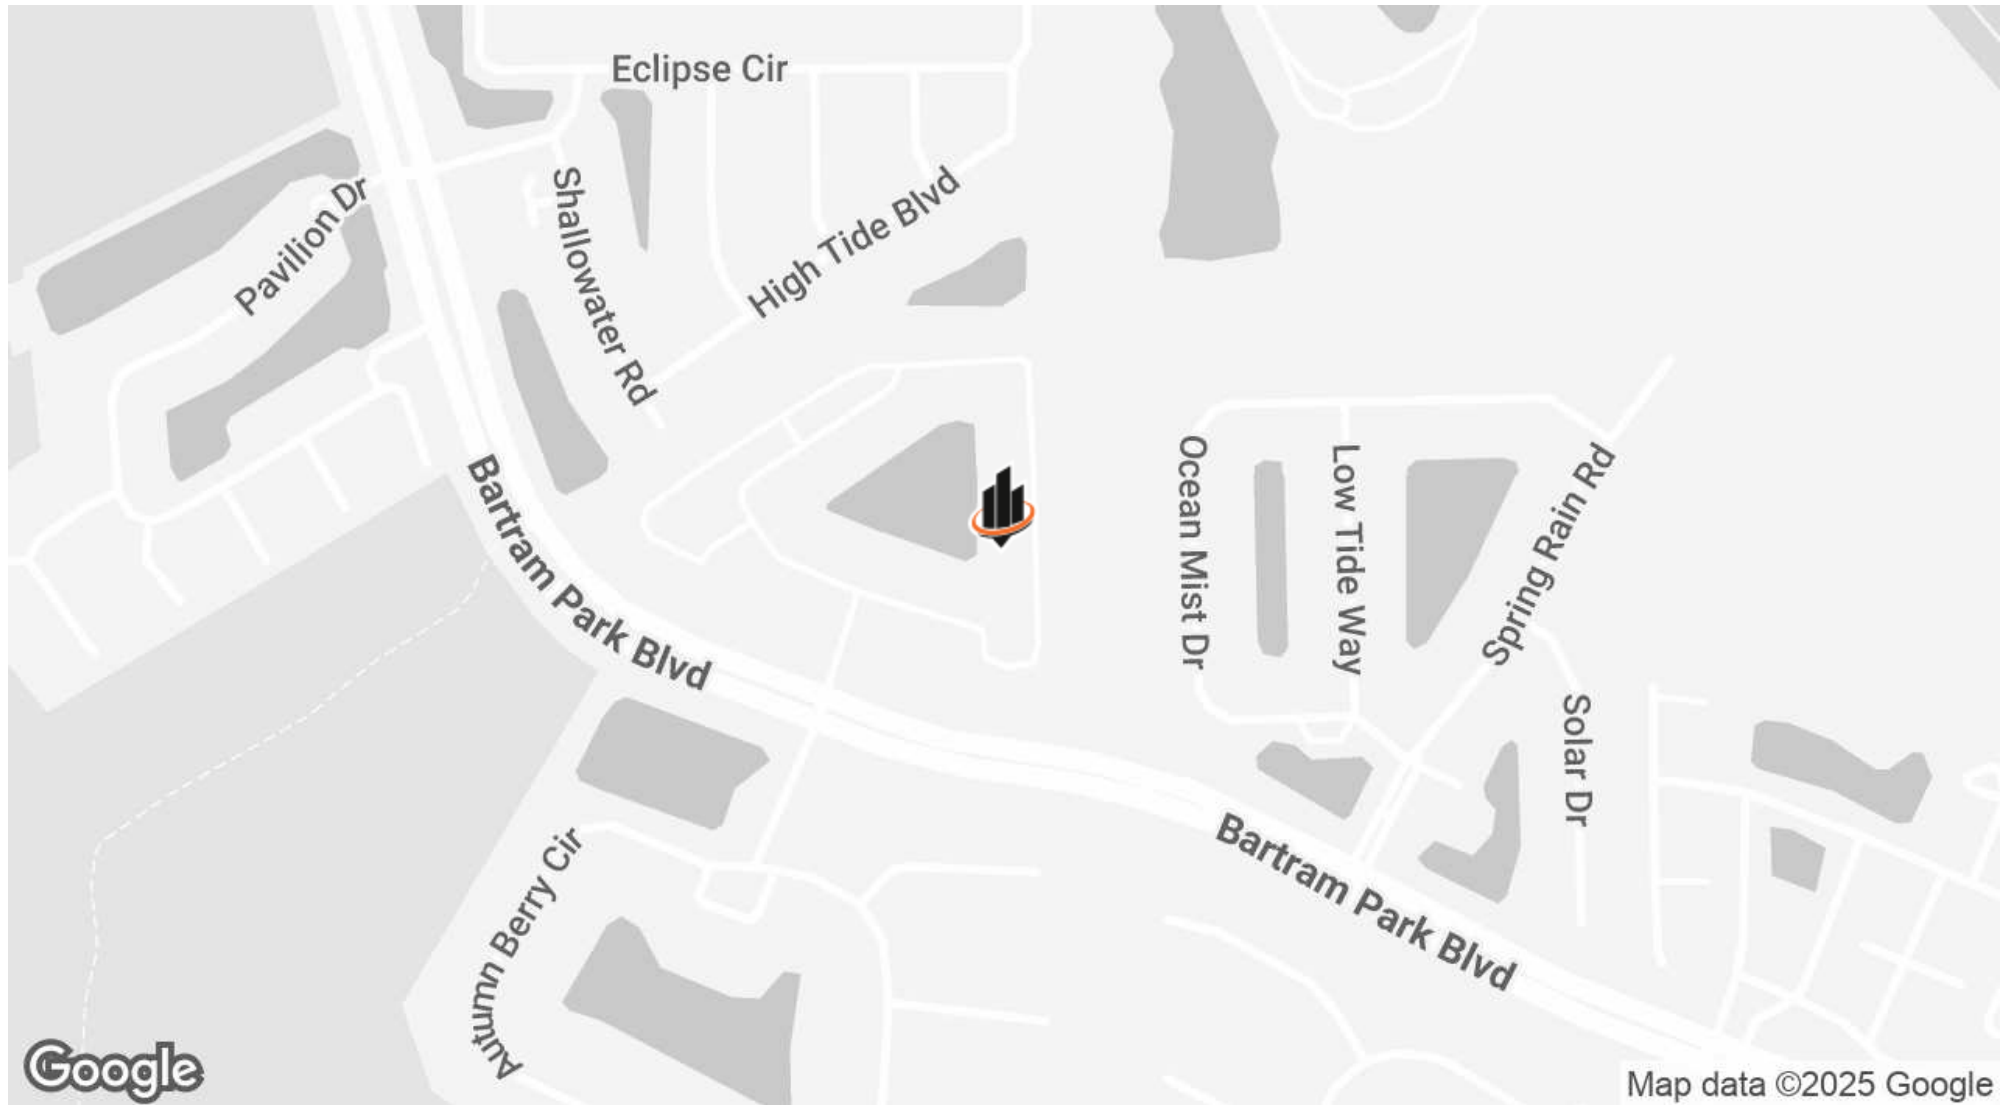 Eclipse Cir
Pavilion Dr
Shallowater Rd
High Tide Blvd
Bartram Park Blvd
Ocean Mist Dr
Low Tide Way
Spring Rain Rd
Solar Dr
Bartram Park Blvd
Autumn Berry Cir
Google
Map data ©2025 Google